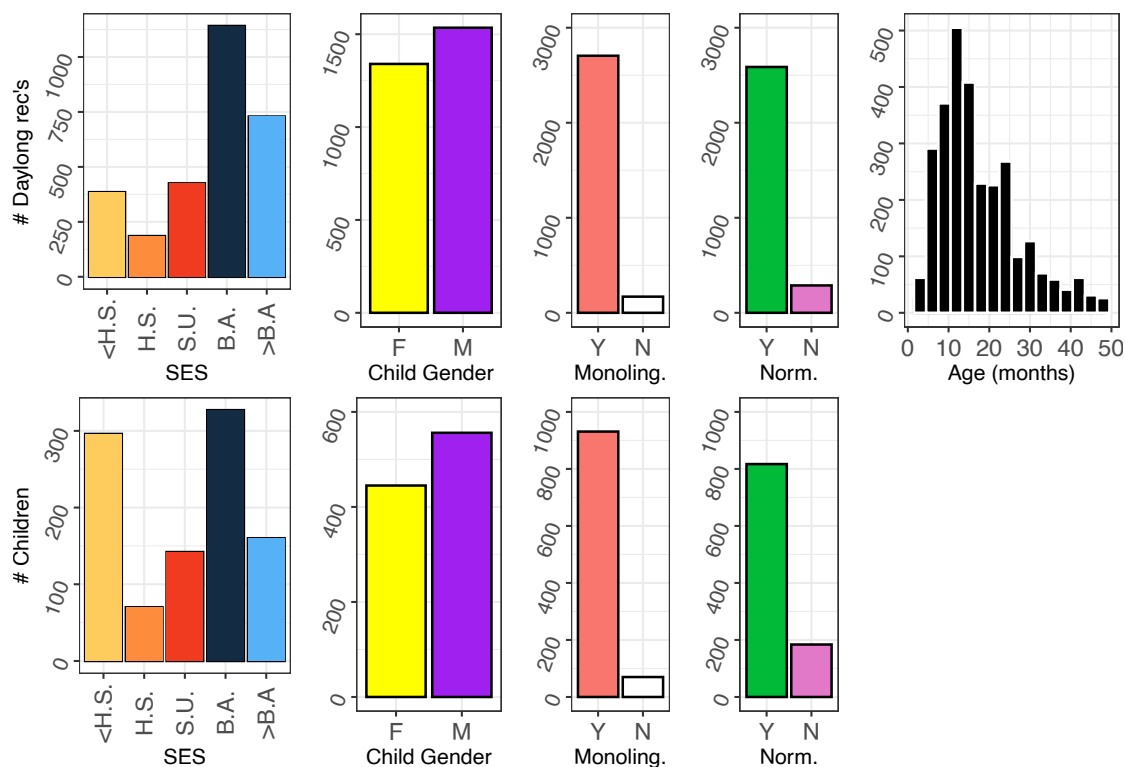 # Daylong rec's
0
250
500
750
1000
<H.S.
H.S.
S.U.
B.A.
>B.A
SES
0
500
1000
1500
F
M
Child Gender
0
1000
2000
3000
Y
N
Monoling.
0
1000
2000
3000
Y
N
Norm.
0
100
200
300
400
500
0 10 20 30 40 50
Age (months)
# Children
0
100
200
300
<H.S.
H.S.
S.U.
B.A.
>B.A
SES
0
200
400
600
F
M
Child Gender
0
200
400
600
800
1000
Y
N
Monoling.
0
200
400
600
800
1000
Y
N
Norm.